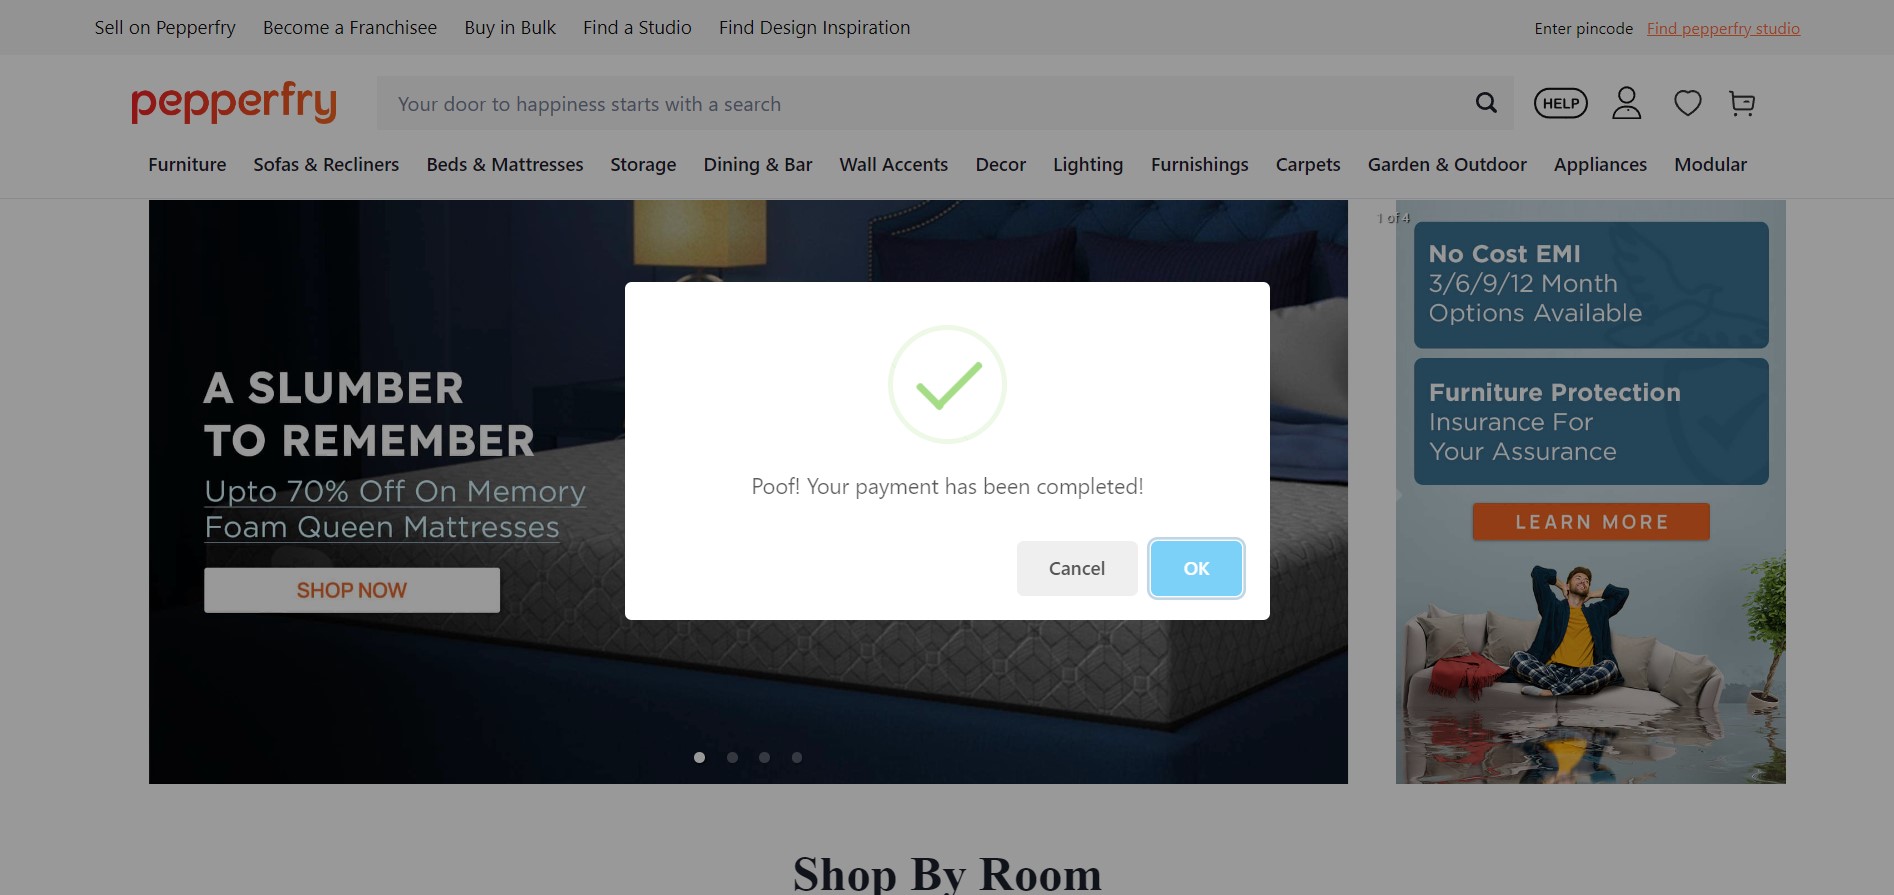 Sell on Pepperfry Become a Franchisee Buy in Bulk Find a Studio Find Design Inspiration Enter pincode Find pepperfry studio
pepperfry Your door to happiness starts with a search HELP
Furniture Sofas & Recliners Beds & Mattresses Storage Dining & Bar Wall Accents Decor Lighting Furnishings Carpets Garden & Outdoor Appliances Modular
A SLUMBER
TO REMEMBER
Upto 70% Off On Memory
Foam Queen Mattresses
SHOP NOW
Poof! Your payment has been completed!
Cancel OK
1 of 4
No Cost EMI
3/6/9/12 Month
Options Available
Furniture Protection
Insurance For
Your Assurance
LEARN MORE
Shop By Room